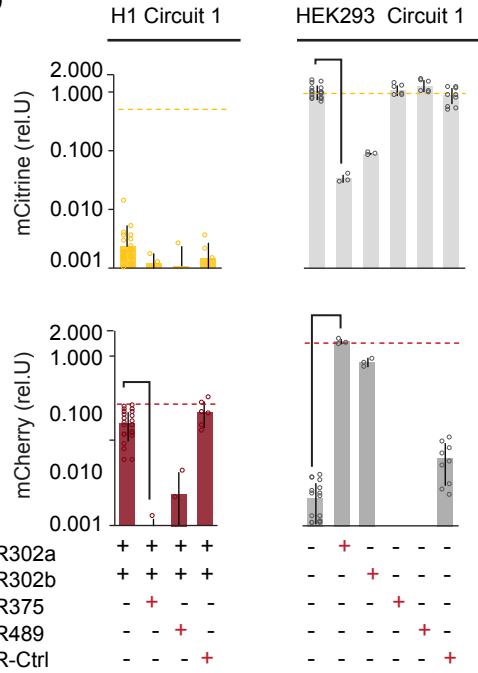 H1 Circuit 1
HEK293 Circuit 1
mCitrine (rel.U)
2.000
1.000
0.100
0.010
0.001
mCherry (rel.U)
2.000
1.000
0.100
0.010
0.001
R302a + + + + - + - - - -
R302b + + + + - - + - - -
R375 - + - - - - - + - -
R489 - - + - - - - - + -
R-Ctrl - - - + - - - - - +